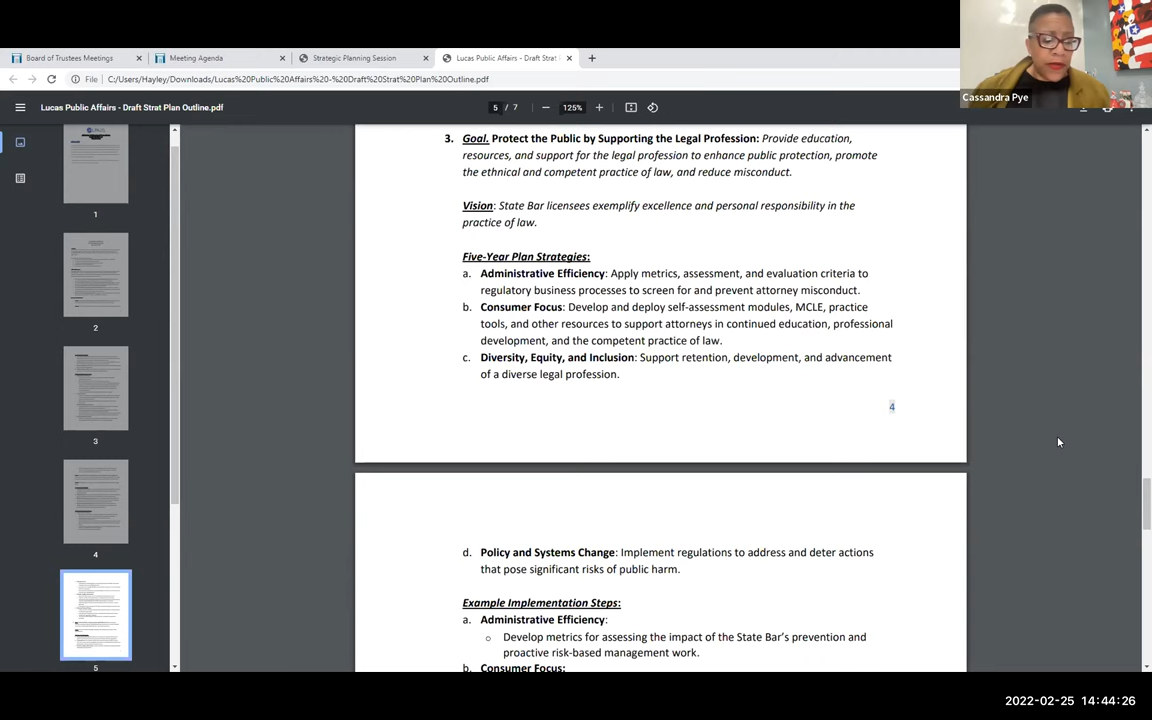 Board of Trustees Meetings
Meeting Agenda
Strategic Planning Session
Lucas Public Affairs - Draft Strat
File
C:/Users/Hayley/Downloads/Lucas%20Public%20Affairs%20-%20Draft%20Strat%20Plan%20Outline.pdf
Cassandra Pye
Lucas Public Affairs - Draft Strat Plan Outline.pdf
5 / 7
125%
3. Goal. Protect the Public by Supporting the Legal Profession: Provide education,
resources, and support for the legal profession to enhance public protection, promote
the ethnical and competent practice of law, and reduce misconduct.
Vision: State Bar licensees exemplify excellence and personal responsibility in the
practice of law.
Five-Year Plan Strategies:
a. Administrative Efficiency: Apply metrics, assessment, and evaluation criteria to
regulatory business processes to screen for and prevent attorney misconduct.
b. Consumer Focus: Develop and deploy self-assessment modules, MCLE, practice
tools, and other resources to support attorneys in continued education, professional
development, and the competent practice of law.
c. Diversity, Equity, and Inclusion: Support retention, development, and advancement
of a diverse legal profession.
4
d. Policy and Systems Change: Implement regulations to address and deter actions
that pose significant risks of public harm.
Example Implementation Steps:
a. Administrative Efficiency:
o Develop metrics for assessing the impact of the State Bar's prevention and
proactive risk-based management work.
b. Consumer Focus:
1
2
3
4
5
2022-02-25 14:44:26